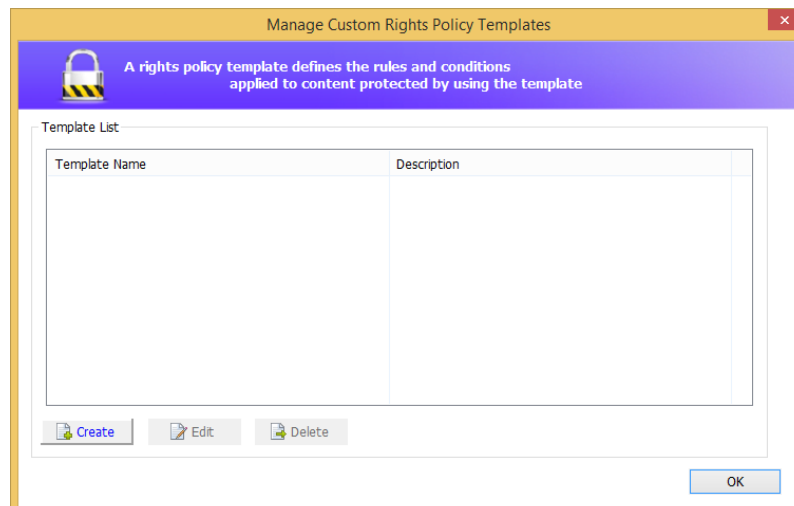 Manage Custom Rights Policy Templates
A rights policy template defines the rules and conditions
applied to content protected by using the template
Template List
Template Name Description
Create Edit Delete
OK